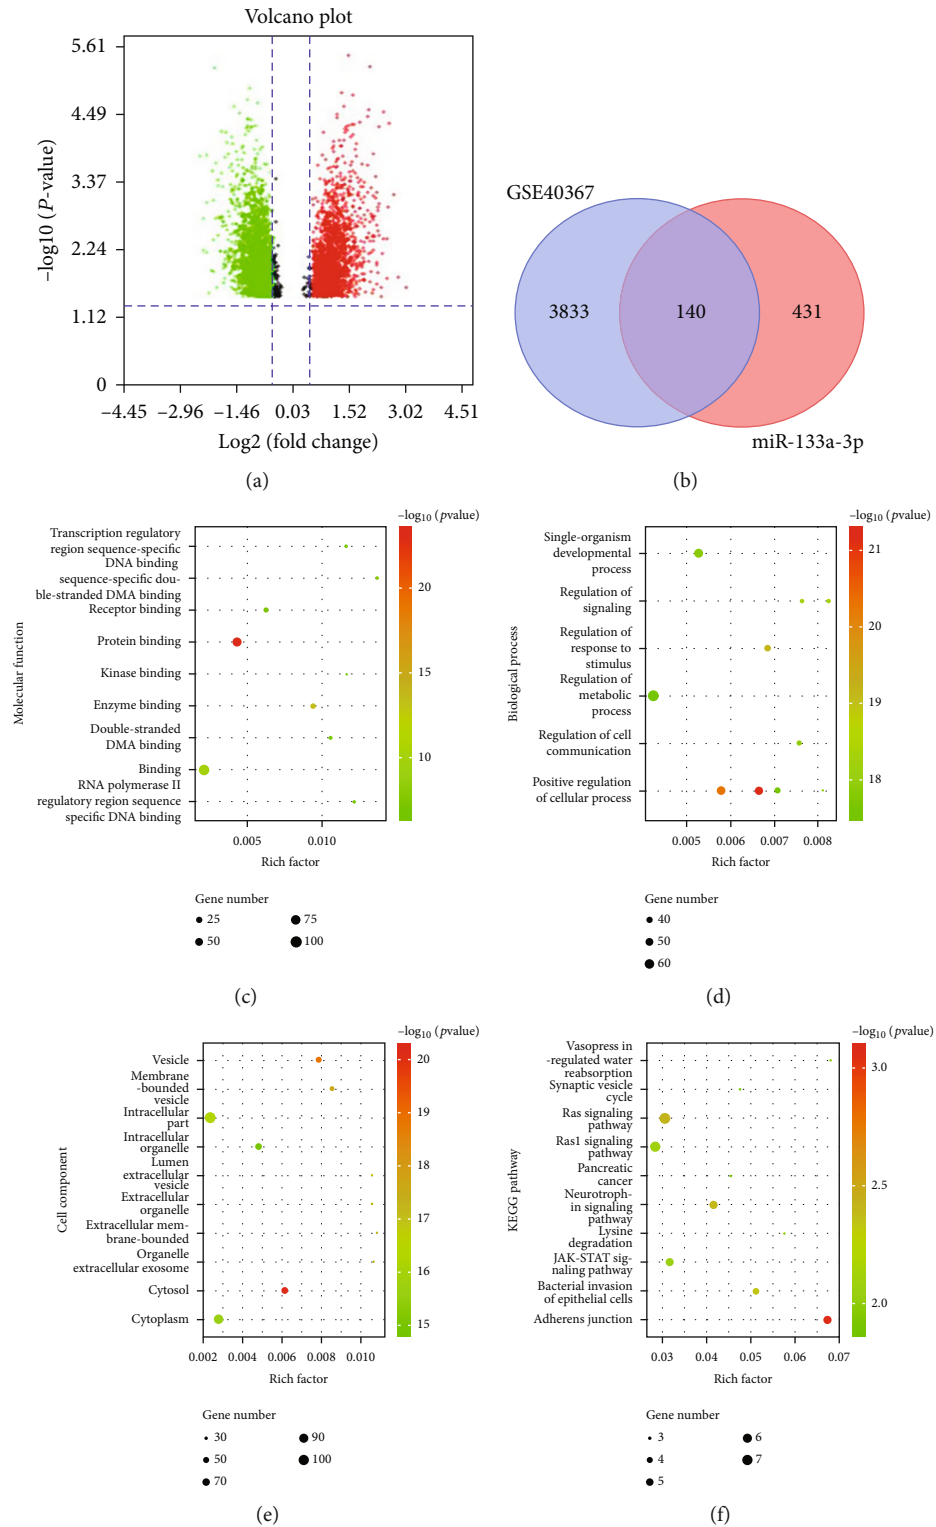 Volcano plot
5.61
4.49
3.37
2.24
1.12
0
−log10 (P-value)
−4.45 −2.96 −1.46 0.03 1.52 3.02 4.51
Log2 (fold change)
(a)
GSE40367
3833 140 431
miR-133a-3p
(b)
−log10 (pvalue)
Transcription regulatory
region sequence-specific
DNA binding
sequence-specific dou-
ble-stranded DMA binding
Receptor binding
Protein binding
Kinase binding
Enzyme binding
Double-stranded
DMA binding
Binding
RNA polymerase II
regulatory region sequence
specific DNA binding
Molecular function
20
15
10
0.005 0.010
Rich factor
Gene number
25 75
50 100
(c)
−log10 (pvalue)
Single-organism
developmental
process
Regulation of
signaling
Regulation of
response to
stimulus
Regulation of
metabolic
process
Regulation of cell
communication
Positive regulation
of cellular process
Biological process
21
20
19
18
0.005 0.006 0.007 0.008
Rich factor
Gene number
40
50
60
(d)
−log10 (pvalue)
Vesicle
Membrane
-bounded
vesicle
Intracellular
part
Intracellular
organelle
Lumen
extracellular
vesicle
Extracellular
organelle
Extracellular mem-
brane-bounded
Organelle
extracellular exosome
Cytosol
Cytoplasm
Cell component
20
19
18
17
16
15
0.002 0.004 0.006 0.008 0.010
Rich factor
Gene number
30 90
50 100
70
(e)
−log10 (pvalue)
Vasopress in
-regulated water
reabsorption
Synaptic vesicle
cycle
Ras signaling
pathway
Ras1 signaling
pathway
Pancreatic
cancer
Neurotroph-
in signaling
pathway
Lysine
degradation
JAK-STAT sig-
naling pathway
Bacterial invasion
of epithelial cells
Adherens junction
KEGG pathway
3.0
2.5
2.0
0.03 0.04 0.05 0.06 0.07
Rich factor
Gene number
3 6
4 7
5
(f)